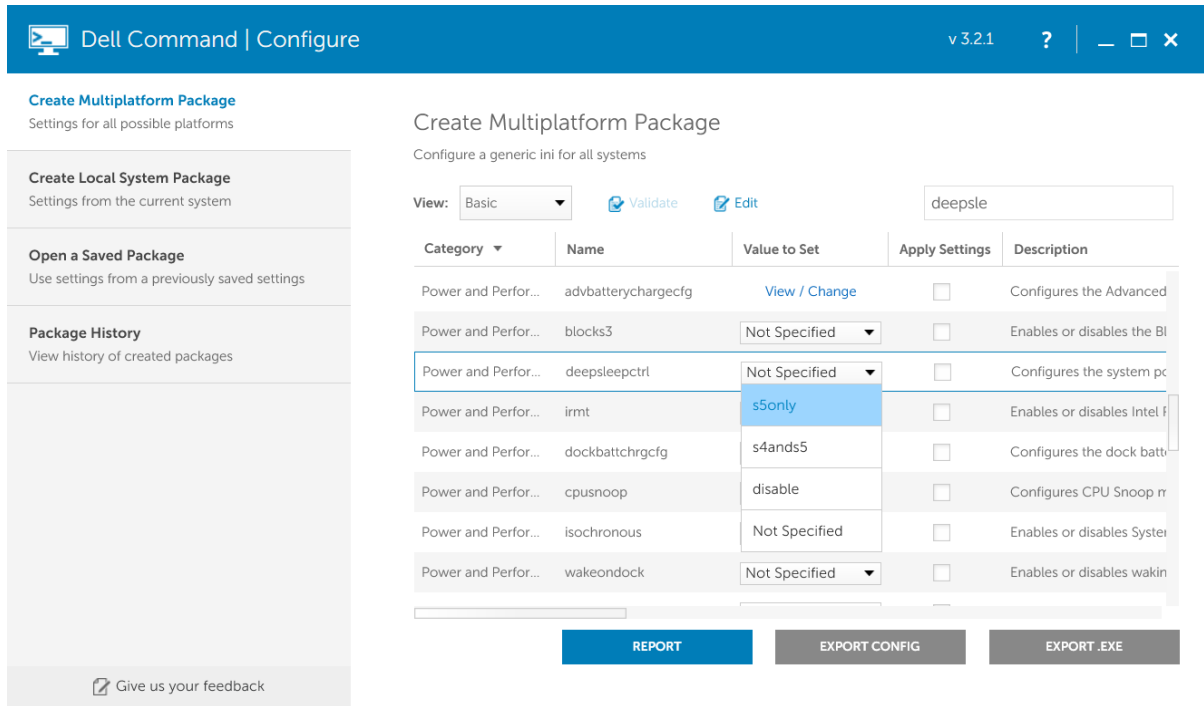 Dell Command | Configure
v 3.2.1 ?
Create Multiplatform Package
Settings for all possible platforms
Create Local System Package
Settings from the current system
Open a Saved Package
Use settings from a previously saved settings
Package History
View history of created packages
Give us your feedback
Create Multiplatform Package
Configure a generic ini for all systems
View: Basic Validate Edit deepsle
Category Name Value to Set Apply Settings Description
Power and Perfor... advbatterychargecfg View / Change Configures the Advanced
Power and Perfor... blocks3 Not Specified Enables or disables the Bl
Power and Perfor... deepsleepctrl Not Specified Configures the system po
s5only
Power and Perfor... irmt Enables or disables Intel
s4ands5
Power and Perfor... dockbattchrgcfg Configures the dock batt
disable
Power and Perfor... cpusnoop Configures CPU Snoop m
Not Specified
Power and Perfor... isochronous Enables or disables System
Power and Perfor... wakeondock Not Specified Enables or disables wakin
REPORT EXPORT CONFIG EXPORT .EXE